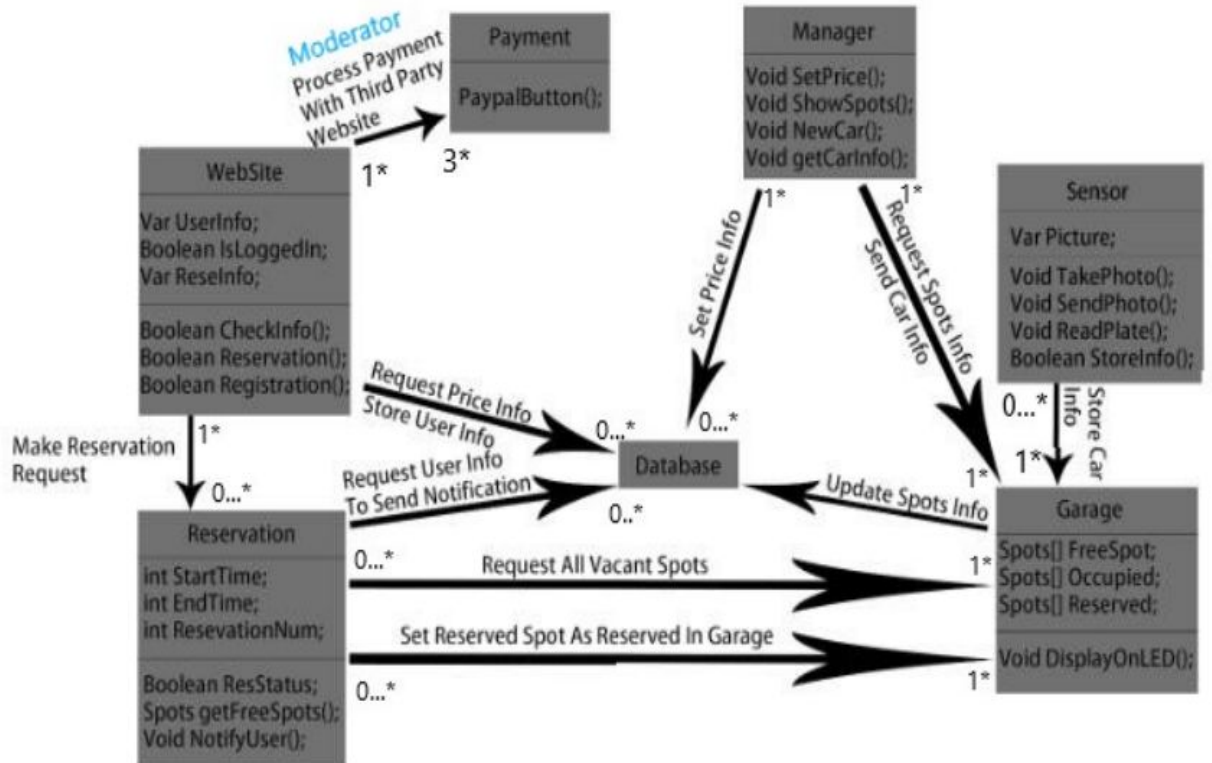 Moderator
Process Payment
With Third Party
Website
1*
3*
Payment
PaypalButton();
Manager
Void SetPrice();
Void ShowSpots();
Void NewCar();
Void getCarInfo();
1*
1*
WebSite
Var UserInfo;
Boolean IsLoggedIn;
Var ReseInfo;
Boolean CheckInfo();
Boolean Reservation();
Boolean Registration();
Sensor
Var Picture;
Void TakePhoto();
Void SendPhoto();
Void ReadPlate();
Boolean StoreInfo();
Set Price Info
Request Spots Info
Send Car Info
0...*
Store Car
Info
1*
Request Price Info
Store User Info
0...*
0...*
Make Reservation
Request
1*
0...*
Request User Info
To Send Notification
Database
0..*
Update Spots Info
1*
Garage
Spots[] FreeSpot;
Spots[] Occupied;
Spots[] Reserved;
Void DisplayOnLED();
Reservation
int StartTime;
int EndTime;
int ResevationNum;
Boolean ResStatus;
Spots getFreeSpots();
Void NotifyUser();
0...*
Request All Vacant Spots
1*
Set Reserved Spot As Reserved In Garage
0...*
1*